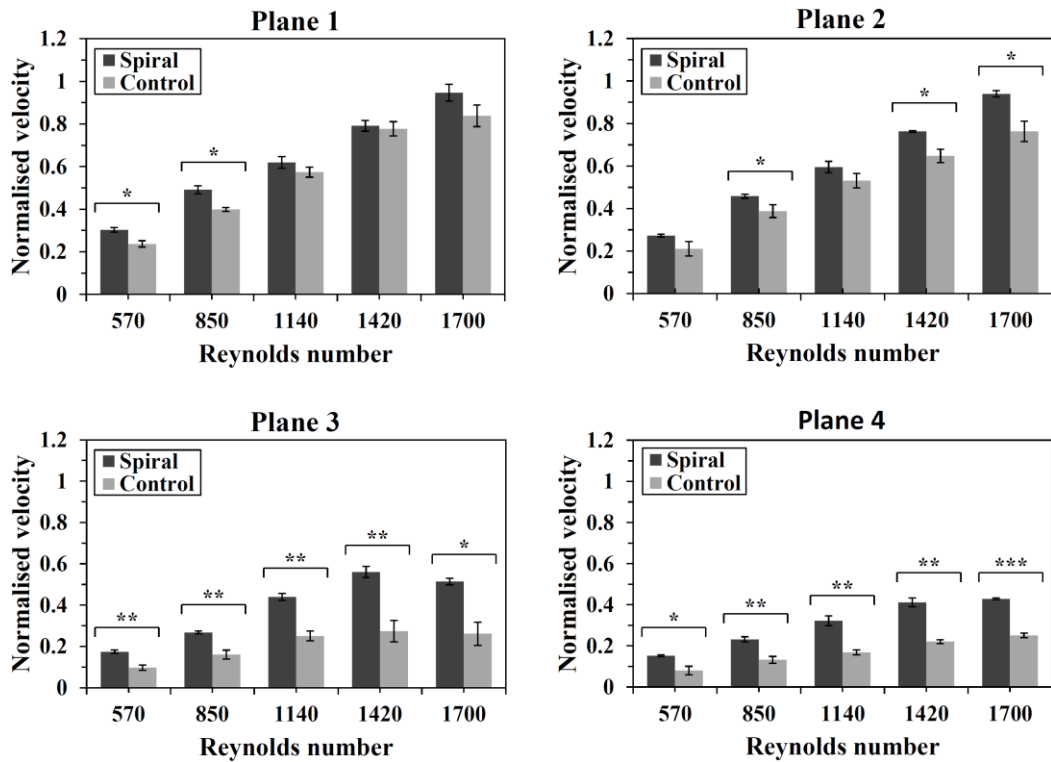 Plane 1
Normalised velocity
1.2
1
0.8
0.6
0.4
0.2
0
Spiral
Control
*
*
570 850 1140 1420 1700
Reynolds number
Plane 2
Normalised velocity
1.2
1
0.8
0.6
0.4
0.2
0
Spiral
Control
*
*
*
570 850 1140 1420 1700
Reynolds number
Plane 3
Normalised velocity
1.2
1
0.8
0.6
0.4
0.2
0
Spiral
Control
**
**
**
**
*
570 850 1140 1420 1700
Reynolds number
Plane 4
Normalised velocity
1.2
1
0.8
0.6
0.4
0.2
0
Spiral
Control
*
**
**
**
***
570 850 1140 1420 1700
Reynolds number